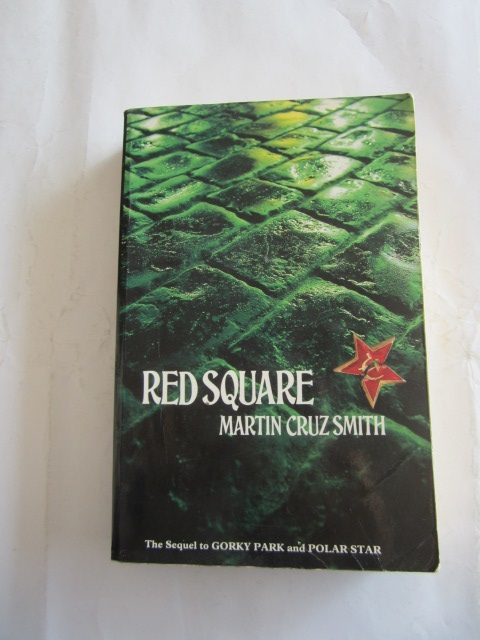 RED SQUARE
MARTIN CRUZ SMITH
The Sequel to GORKY PARK and POLAR STAR